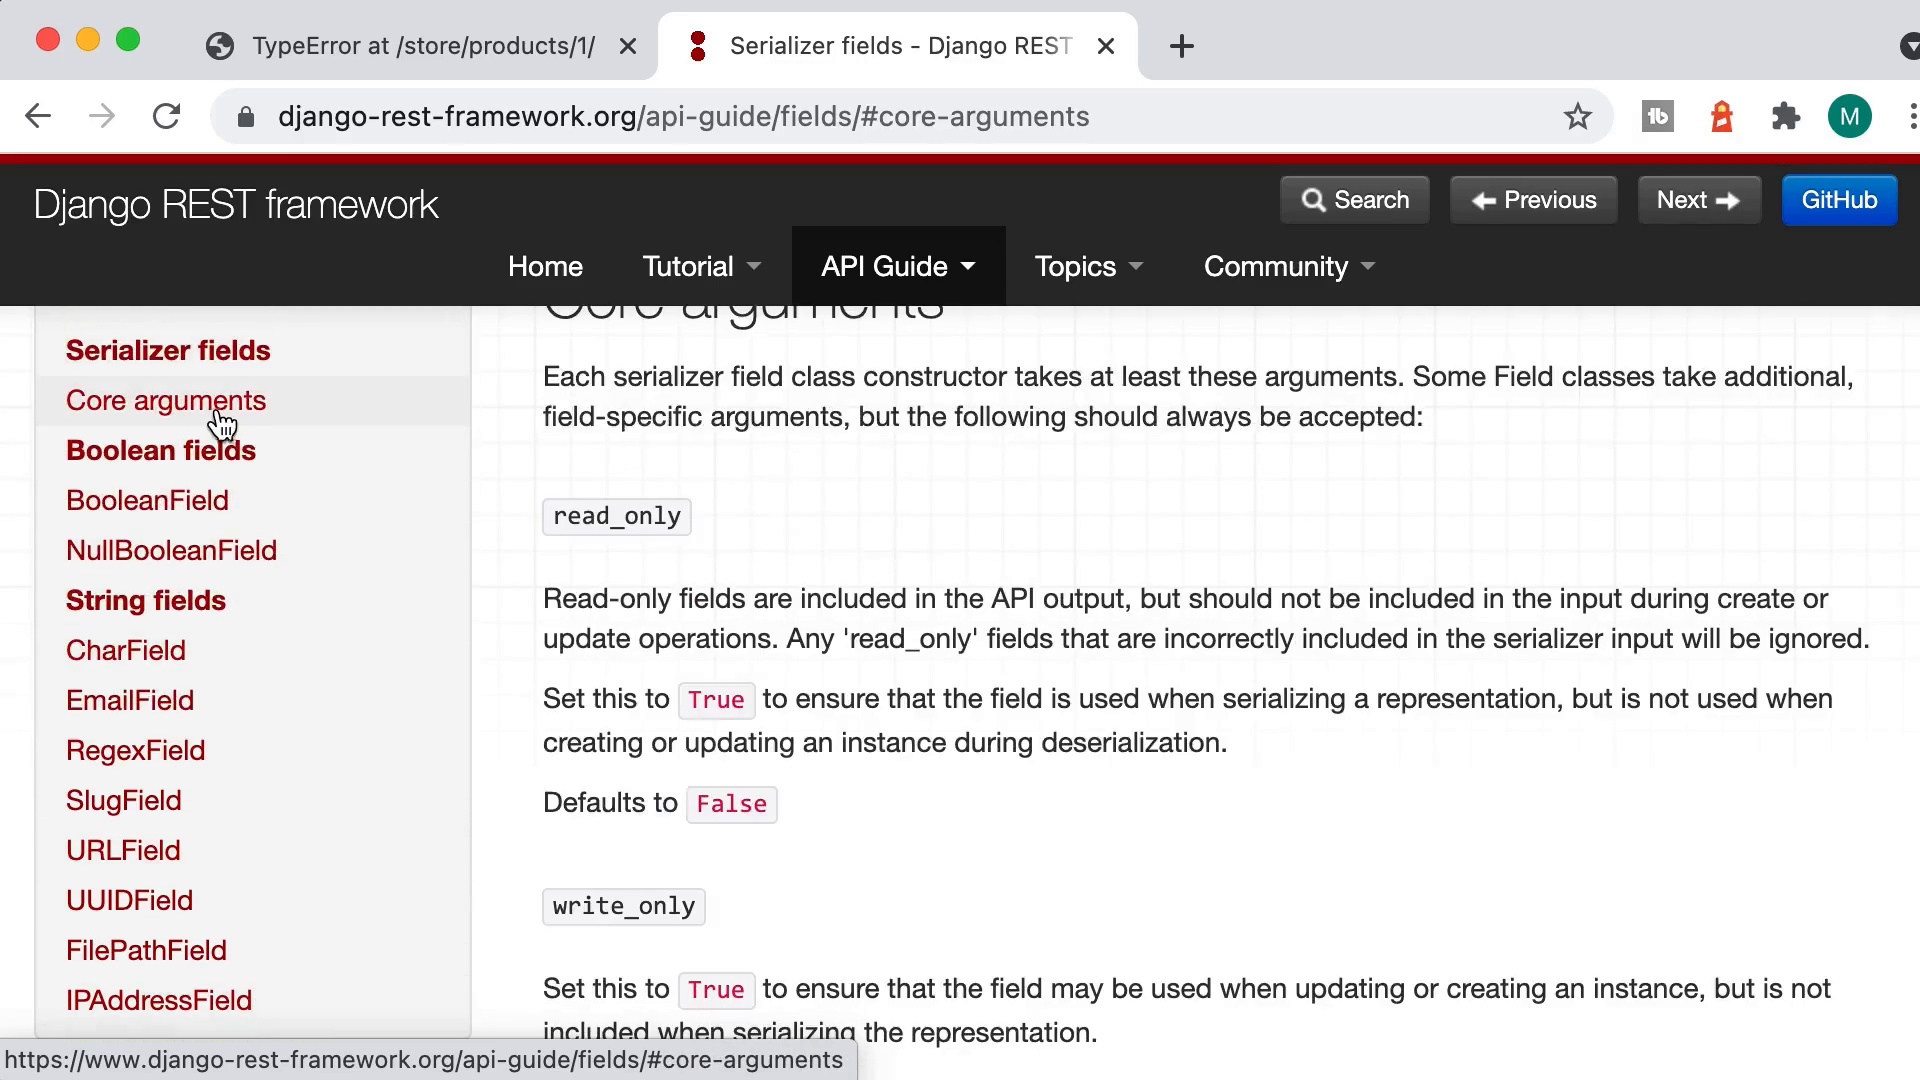 TypeError at /store/products/1/
Serializer fields - Django REST
django-rest-framework.org/api-guide/fields/#core-arguments
tb
M
Django REST framework
Search
Previous
Next
GitHub
Home
Tutorial
API Guide
Topics
Community
Serializer fields
Core arguments
Boolean fields
BooleanField
NullBooleanField
String fields
CharField
EmailField
RegexField
SlugField
URLField
UUIDField
FilePathField
IPAddressField
Core arguments
Each serializer field class constructor takes at least these arguments. Some Field classes take additional,
field-specific arguments, but the following should always be accepted:
read_only
Read-only fields are included in the API output, but should not be included in the input during create or
update operations. Any 'read_only' fields that are incorrectly included in the serializer input will be ignored.
Set this to True to ensure that the field is used when serializing a representation, but is not used when
creating or updating an instance during deserialization.
Defaults to False
write_only
Set this to True to ensure that the field may be used when updating or creating an instance, but is not
included when serializing the representation.
https://www.django-rest-framework.org/api-guide/fields/#core-arguments